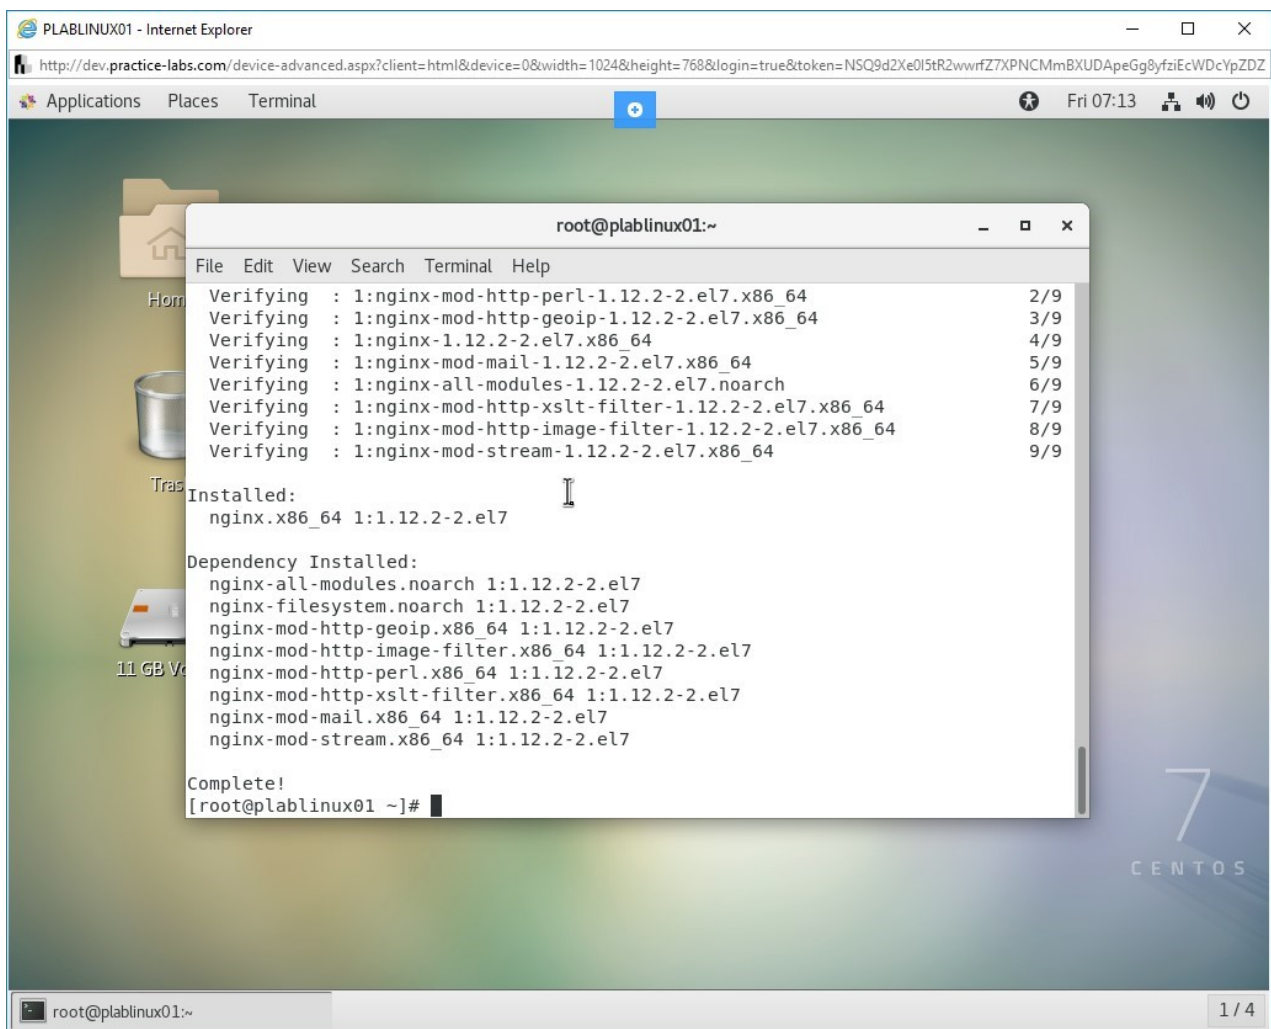 PLABLINUX01 - Internet Explorer
http://dev.practice-labs.com/device-advanced.aspx?client=html&device=0&width=1024&height=768&login=true&token=NSQ9d2Xe0I5tR2wwrfZ7XPNCMmBXUDApeGg8yfziEcWDcYpZDZ
Applications Places Terminal Fri 07:13
root@plablinux01:~
File Edit View Search Terminal Help
Verifying : 1:nginx-mod-http-perl-1.12.2-2.el7.x86_64 2/9
Verifying : 1:nginx-mod-http-geoip-1.12.2-2.el7.x86_64 3/9
Verifying : 1:nginx-1.12.2-2.el7.x86_64 4/9
Verifying : 1:nginx-mod-mail-1.12.2-2.el7.x86_64 5/9
Verifying : 1:nginx-all-modules-1.12.2-2.el7.noarch 6/9
Verifying : 1:nginx-mod-http-xslt-filter-1.12.2-2.el7.x86_64 7/9
Verifying : 1:nginx-mod-http-image-filter-1.12.2-2.el7.x86_64 8/9
Verifying : 1:nginx-mod-stream-1.12.2-2.el7.x86_64 9/9
Installed:
nginx.x86_64 1:1.12.2-2.el7
Dependency Installed:
nginx-all-modules.noarch 1:1.12.2-2.el7
nginx-filesystem.noarch 1:1.12.2-2.el7
nginx-mod-http-geoip.x86_64 1:1.12.2-2.el7
nginx-mod-http-image-filter.x86_64 1:1.12.2-2.el7
nginx-mod-http-perl.x86_64 1:1.12.2-2.el7
nginx-mod-http-xslt-filter.x86_64 1:1.12.2-2.el7
nginx-mod-mail.x86_64 1:1.12.2-2.el7
nginx-mod-stream.x86_64 1:1.12.2-2.el7
Complete!
[root@plablinux01 ~]#
Hom
Tras
11 GB Vo
7
CENTOS
root@plablinux01:~
1 / 4